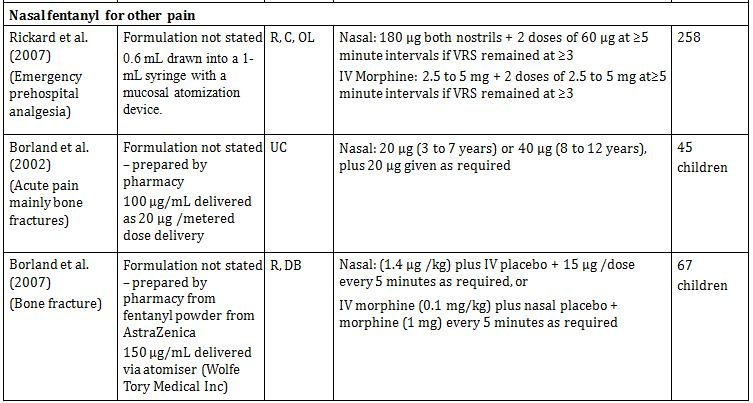 Nasal fentanyl for other pain
Rickard et al.
(2007)
(Emergency
prehospital
analgesia)
Formulation not stated
0.6 mL drawn into a 1-
mL syringe with a
mucosal atomization
device.
R, C, OL
Nasal: 180 µg both nostrils + 2 doses of 60 µg at ≥5
minute intervals if VRS remained at ≥3
IV Morphine: 2.5 to 5 mg + 2 doses of 2.5 to 5 mg at≥5
minute intervals if VRS remained at ≥3
258
Borland et al.
(2002)
(Acute pain
mainly bone
fractures)
Formulation not stated
– prepared by
pharmacy
100 µg/mL delivered
as 20 µg /metered
dose delivery
UC
Nasal: 20 µg (3 to 7 years) or 40 µg (8 to 12 years),
plus 20 µg given as required
45
children
Borland et al.
(2007)
(Bone fracture)
Formulation not stated
– prepared by
pharmacy from
fentanyl powder from
AstraZenica
150 µg/mL delivered
via atomiser (Wolfe
Tory Medical Inc)
R, DB
Nasal: (1.4 µg /kg) plus IV placebo + 15 µg /dose
every 5 minutes as required, or
IV morphine (0.1 mg/kg) plus nasal placebo +
morphine (1 mg) every 5 minutes as required
67
children